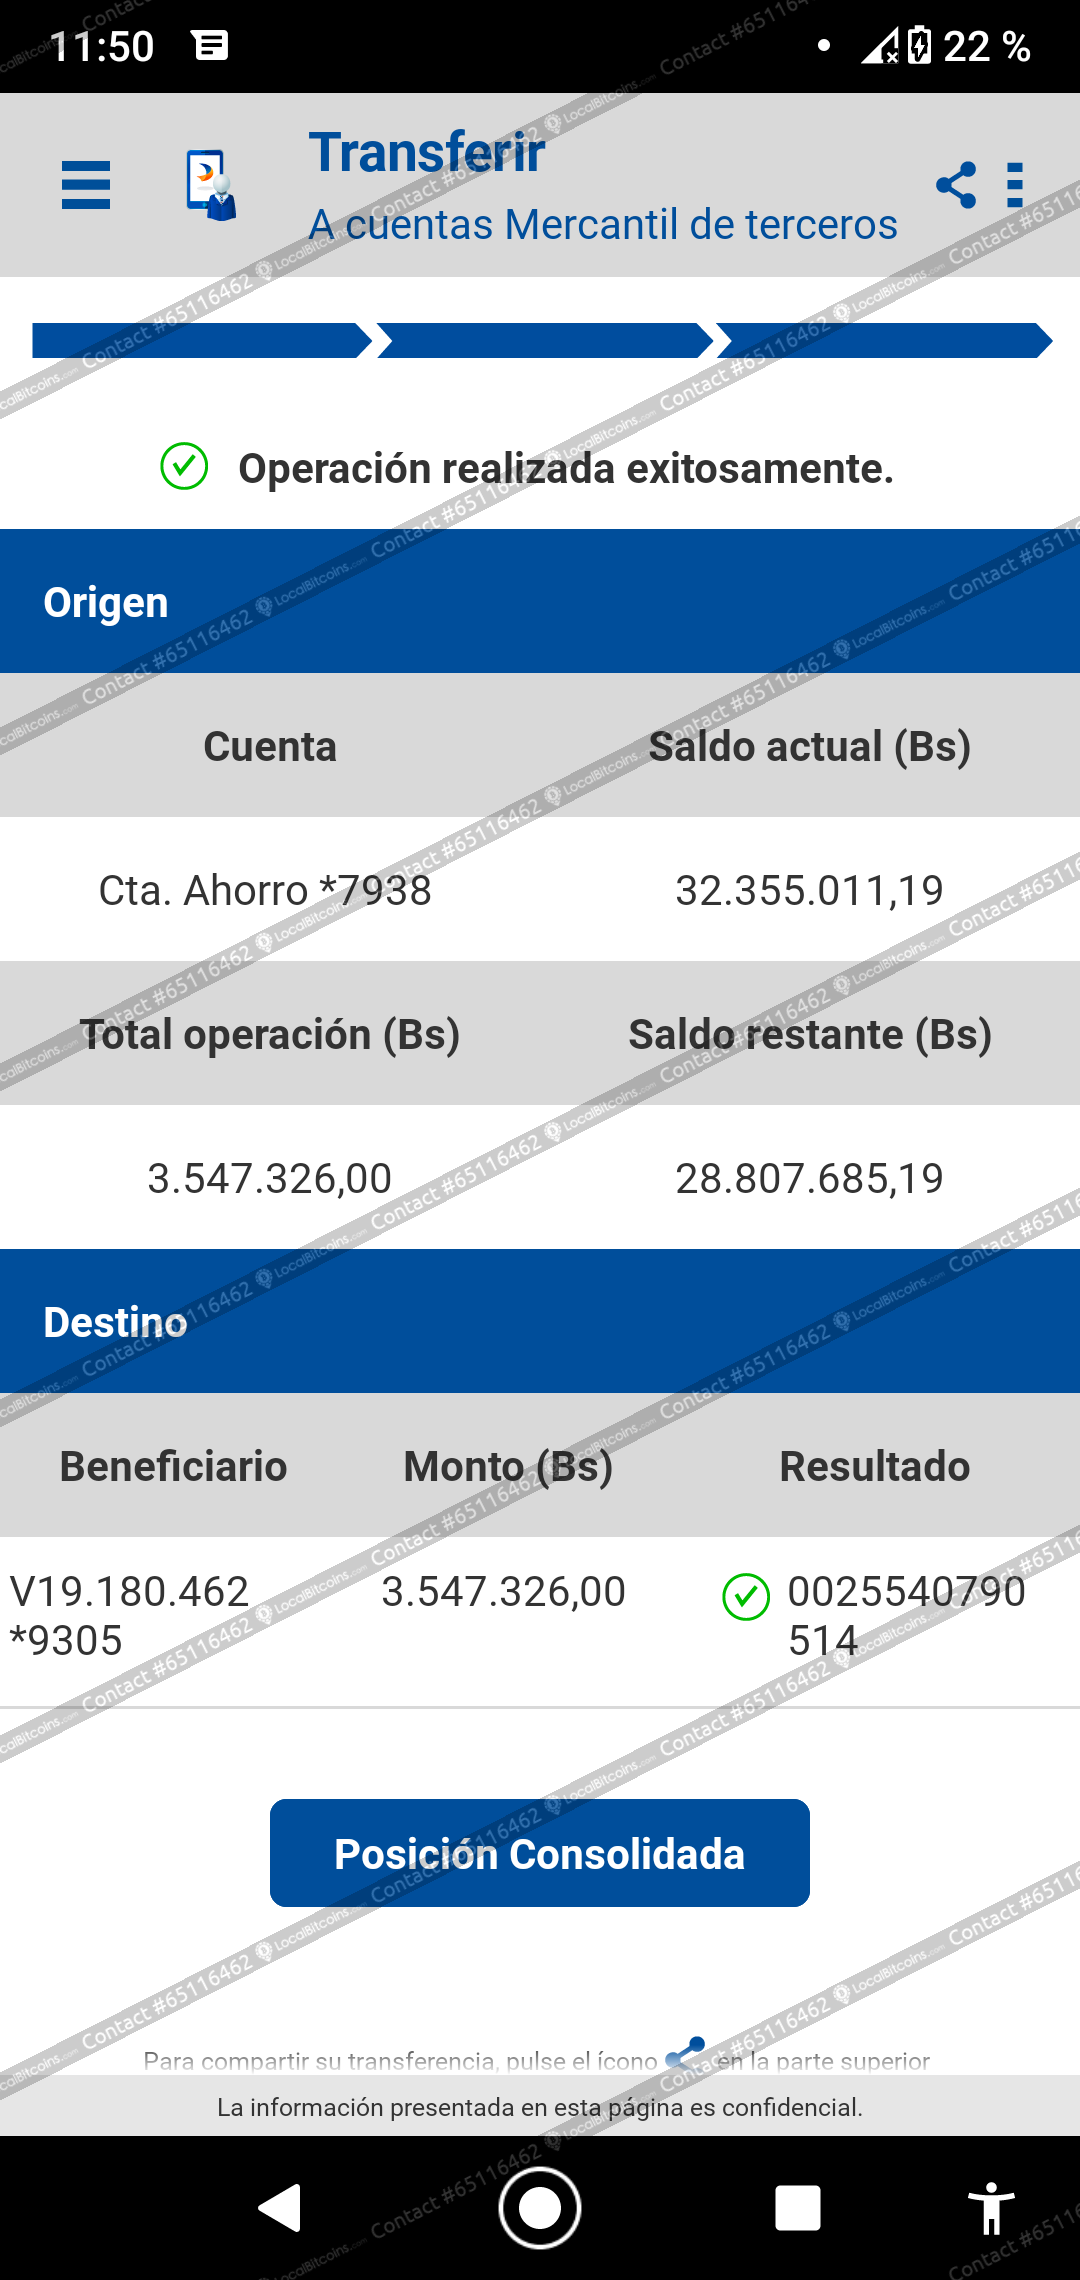 11:50 22 %
Transferir
A cuentas Mercantil de terceros
Operación realizada exitosamente.
Origen
Cuenta Saldo actual (Bs)
Cta. Ahorro *7938 32.355.011,19
Total operación (Bs) Saldo restante (Bs)
3.547.326,00 28.807.685,19
Destino
Beneficiario Monto (Bs) Resultado
V19.180.462 3.547.326,00 0025540790
*9305 514
Posición Consolidada
Para compartir su transferencia, pulse el ícono en la parte superior
La información presentada en esta página es confidencial.
LocalBitcoins.com Contact #65116462